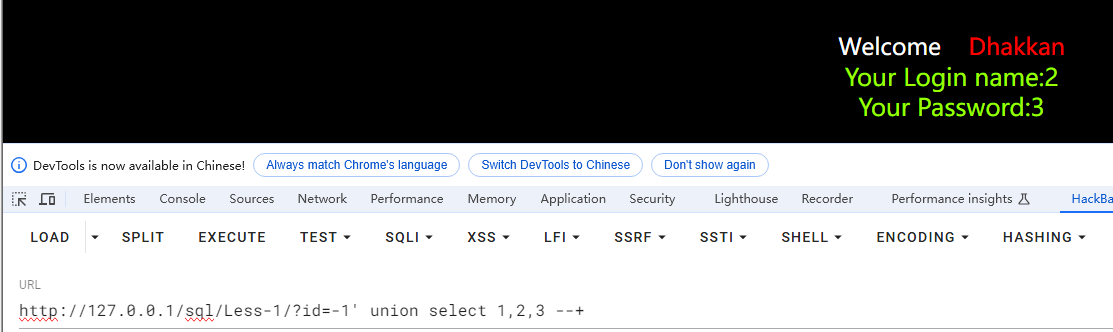 Welcome Dhakkan
Your Login name:2
Your Password:3
DevTools is now available in Chinese! Always match Chrome's language Switch DevTools to Chinese Don't show again
Elements Console Sources Network Performance Memory Application Security Lighthouse Recorder Performance insights HackBa
LOAD SPLIT EXECUTE TEST SQLI XSS LFI SSRF SSTI SHELL ENCODING HASHING
URL
http://127.0.0.1/sql/Less-1/?id=-1' union select 1,2,3 --+